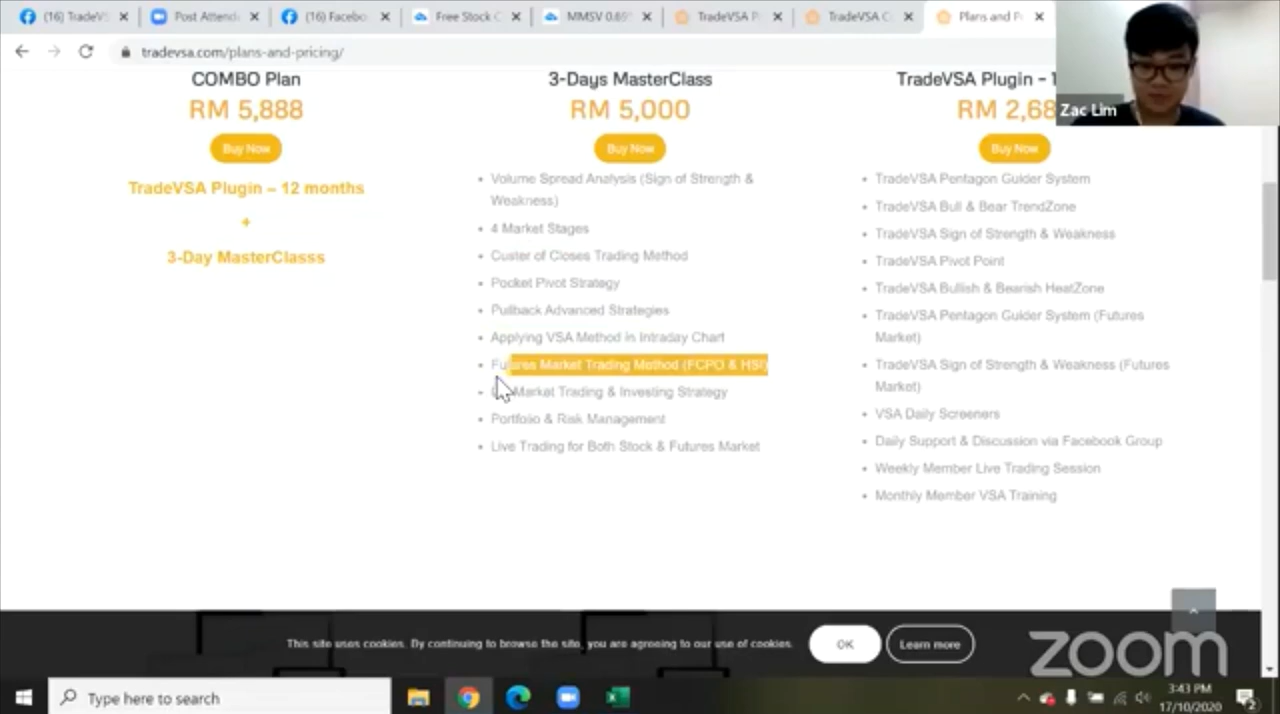 (16) TradeVS
Post Attend
(16) Facebo
Free Stock C
MMSV 0.69
TradeVSA P
TradeVSA C
Plans and P
tradevsa.com/plans-and-pricing/
Zac Lim
COMBO Plan
RM 5,888
Buy Now
TradeVSA Plugin – 12 months
+
3-Day MasterClasss
3-Days MasterClass
RM 5,000
Buy Now
Volume Spread Analysis (Sign of Strength &
Weakness)
4 Market Stages
Custer of Closes Trading Method
Pocket Pivot Strategy
Pullback Advanced Strategies
Applying VSA Method in Intraday Chart
Futures Market Trading Method (FCPO & HSI)
Market Trading & Investing Strategy
Portfolio & Risk Management
Live Trading for Both Stock & Futures Market
TradeVSA Plugin – 1
RM 2,68
Buy Now
TradeVSA Pentagon Guider System
TradeVSA Bull & Bear TrendZone
TradeVSA Sign of Strength & Weakness
TradeVSA Pivot Point
TradeVSA Bullish & Bearish HeatZone
TradeVSA Pentagon Guider System (Futures
Market)
TradeVSA Sign of Strength & Weakness (Futures
Market)
VSA Daily Screeners
Daily Support & Discussion via Facebook Group
Weekly Member Live Trading Session
Monthly Member VSA Training
This site uses cookies. By continuing to browse the site, you are agreeing to our use of cookies.
OK
Learn more
zoom
Type here to search
3:43 PM
17/10/2020
2